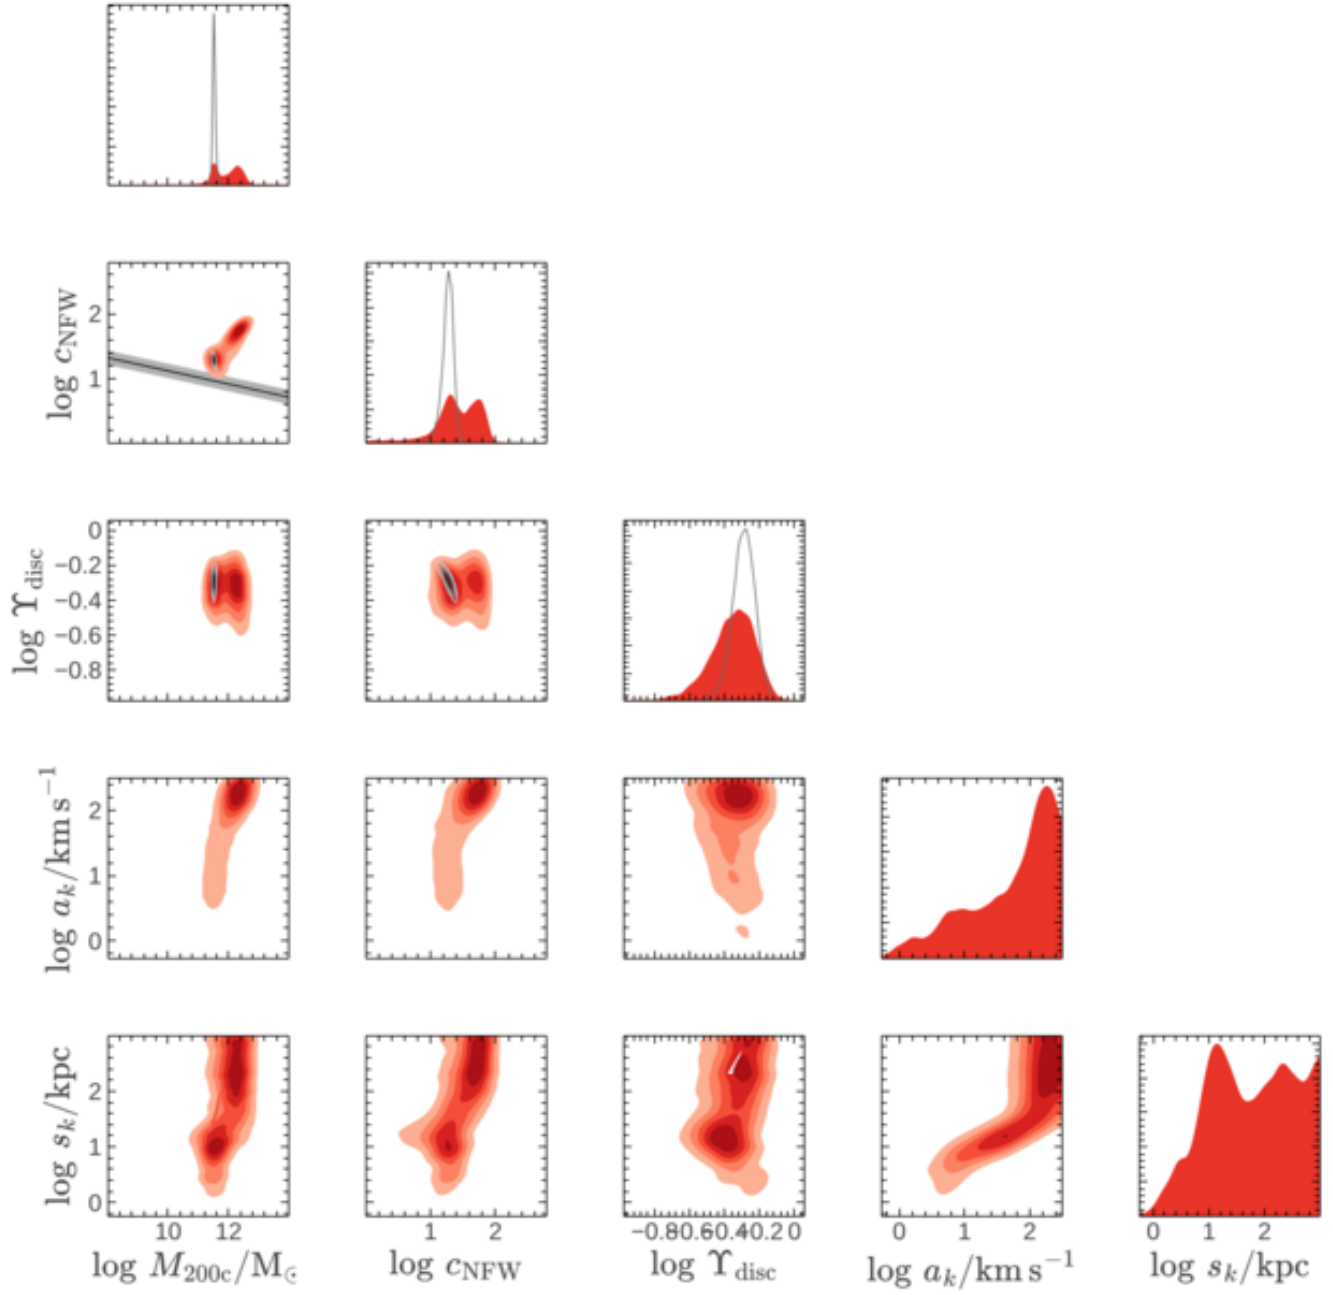 log c_NFW
2
1
log ϒ_disc
0
−0.2
−0.4
−0.6
−0.8
log a_k/km s⁻¹
2
1
0
log s_k/kpc
2
1
0
10 12
1 2
−0.8 −0.6 −0.4 −0.2 0
0 1 2
0 1 2
log M_200c/M⊙
log c_NFW
log ϒ_disc
log a_k/km s⁻¹
log s_k/kpc